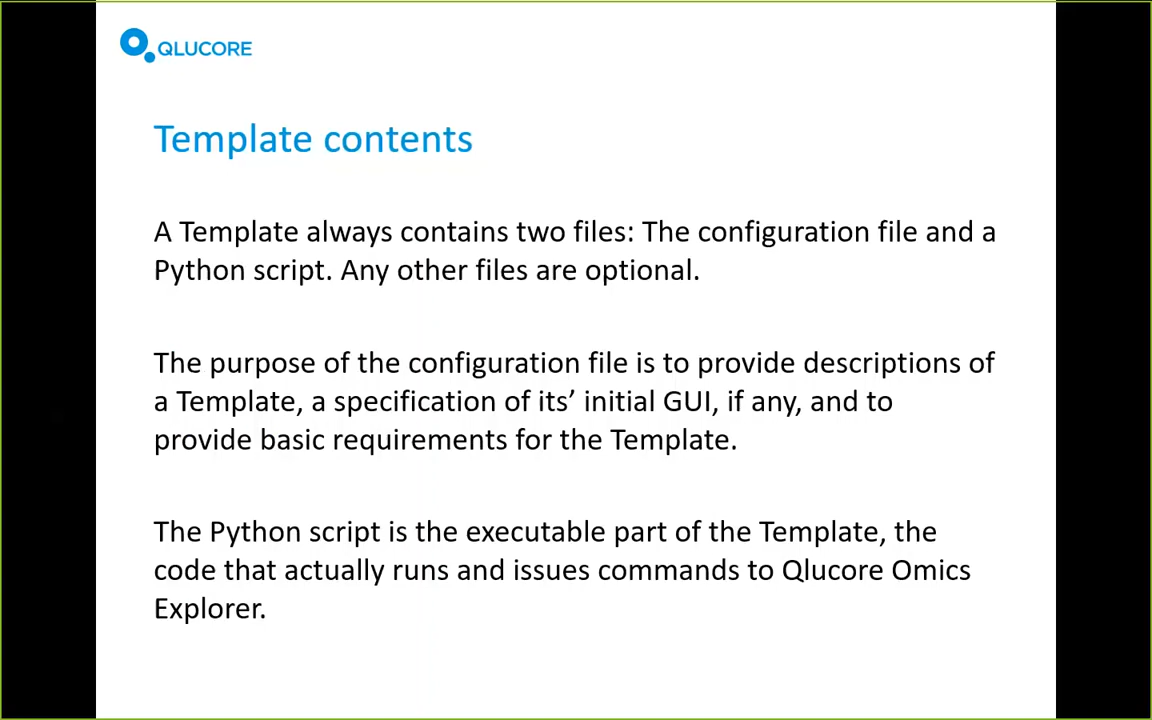 QLUCORE
Template contents
A Template always contains two files: The configuration file and a
Python script. Any other files are optional.
The purpose of the configuration file is to provide descriptions of
a Template, a specification of its’ initial GUI, if any, and to
provide basic requirements for the Template.
The Python script is the executable part of the Template, the
code that actually runs and issues commands to Qlucore Omics
Explorer.